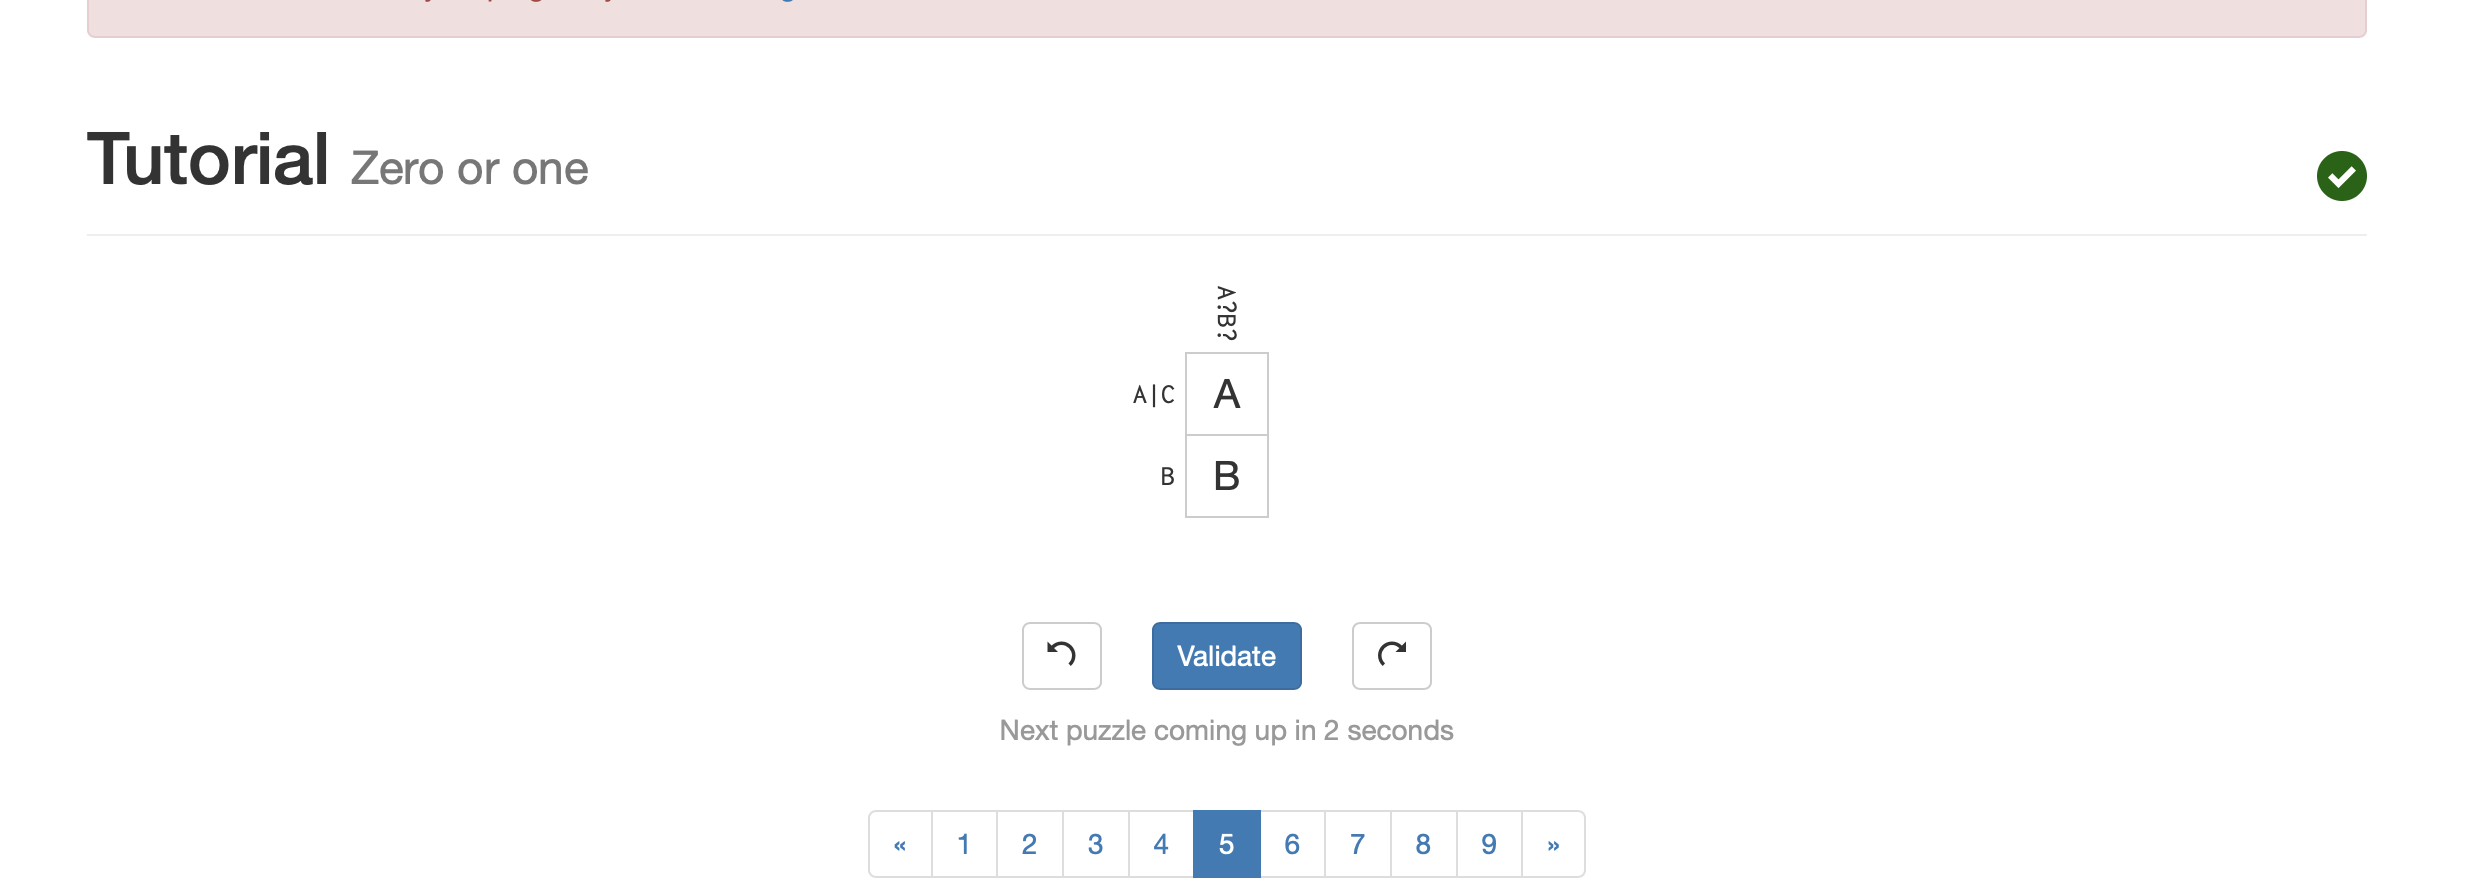 Tutorial Zero or one
A?B?
A|C A
B B
Validate
Next puzzle coming up in 2 seconds
« 1 2 3 4 5 6 7 8 9 »